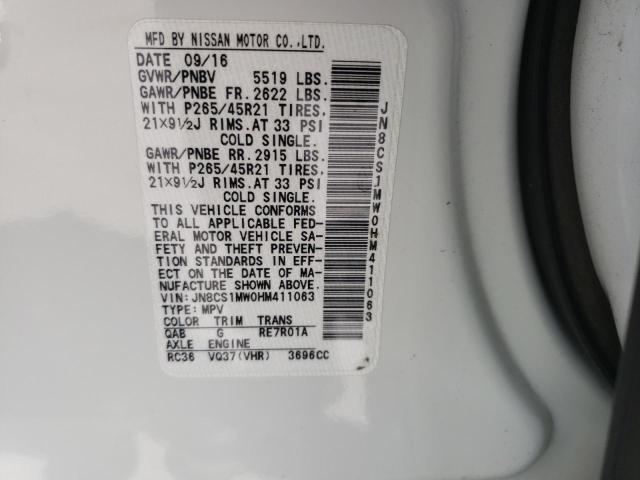 MFD BY NISSAN MOTOR CO.,LTD.
DATE 09/16
GVWR/PNBV 5519 LBS.
GAWR/PNBE FR. 2622 LBS.
WITH P265/45R21 TIRES.
21×9½J RIMS. AT 33 PSI
COLD SINGLE.
GAWR/PNBE RR. 2915 LBS.
WITH P265/45R21 TIRES.
21×9½J RIMS. AT 33 PSI
COLD SINGLE.
THIS VEHICLE CONFORMS
TO ALL APPLICABLE FED-
ERAL MOTOR VEHICLE SA-
FETY AND THEFT PREVEN-
TION STANDARDS IN EFF-
ECT ON THE DATE OF MA-
NUFACTURE SHOWN ABOVE.
VIN: JN8CS1MW0HM411063
TYPE: MPV
COLOR TRIM TRANS
QAB G RE7R01A
AXLE ENGINE
RC36 VQ37(VHR) 3696CC
JN8CS1MW0HM411063